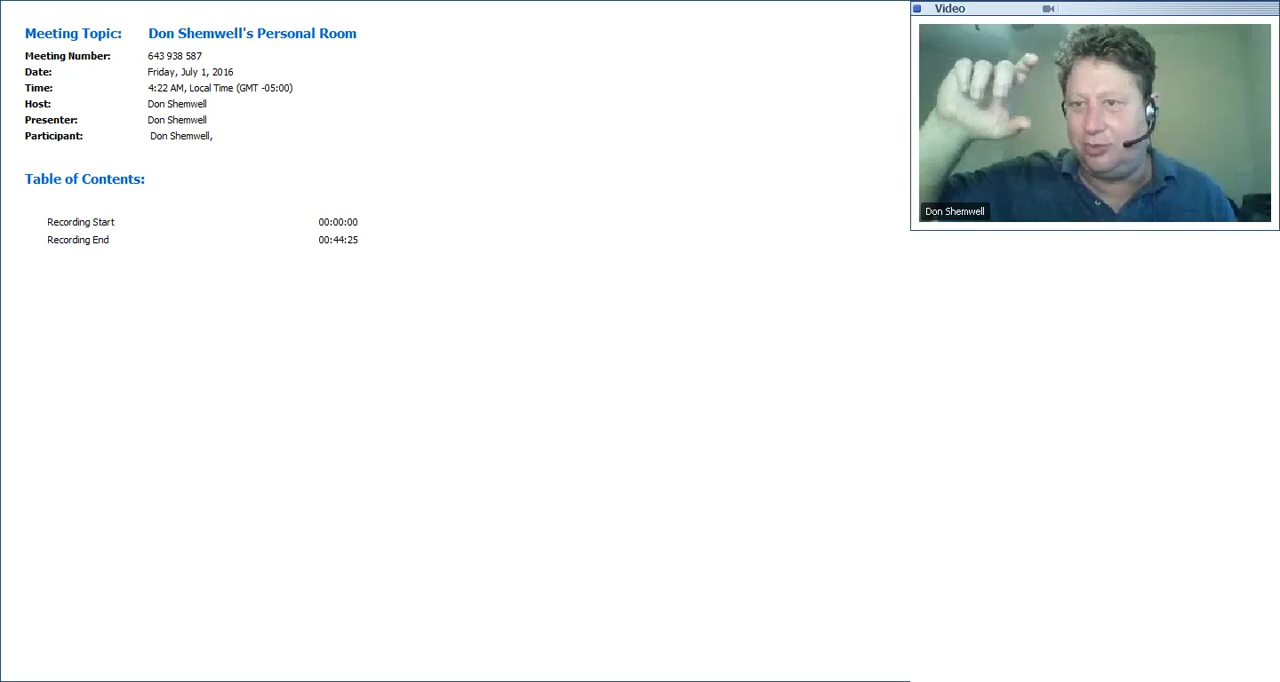 Meeting Topic: Don Shemwell's Personal Room
Meeting Number: 643 938 587
Date: Friday, July 1, 2016
Time: 4:22 AM, Local Time (GMT -05:00)
Host: Don Shemwell
Presenter: Don Shemwell
Participant: Don Shemwell,
Table of Contents:
Recording Start 00:00:00
Recording End 00:44:25
Video
Don Shemwell